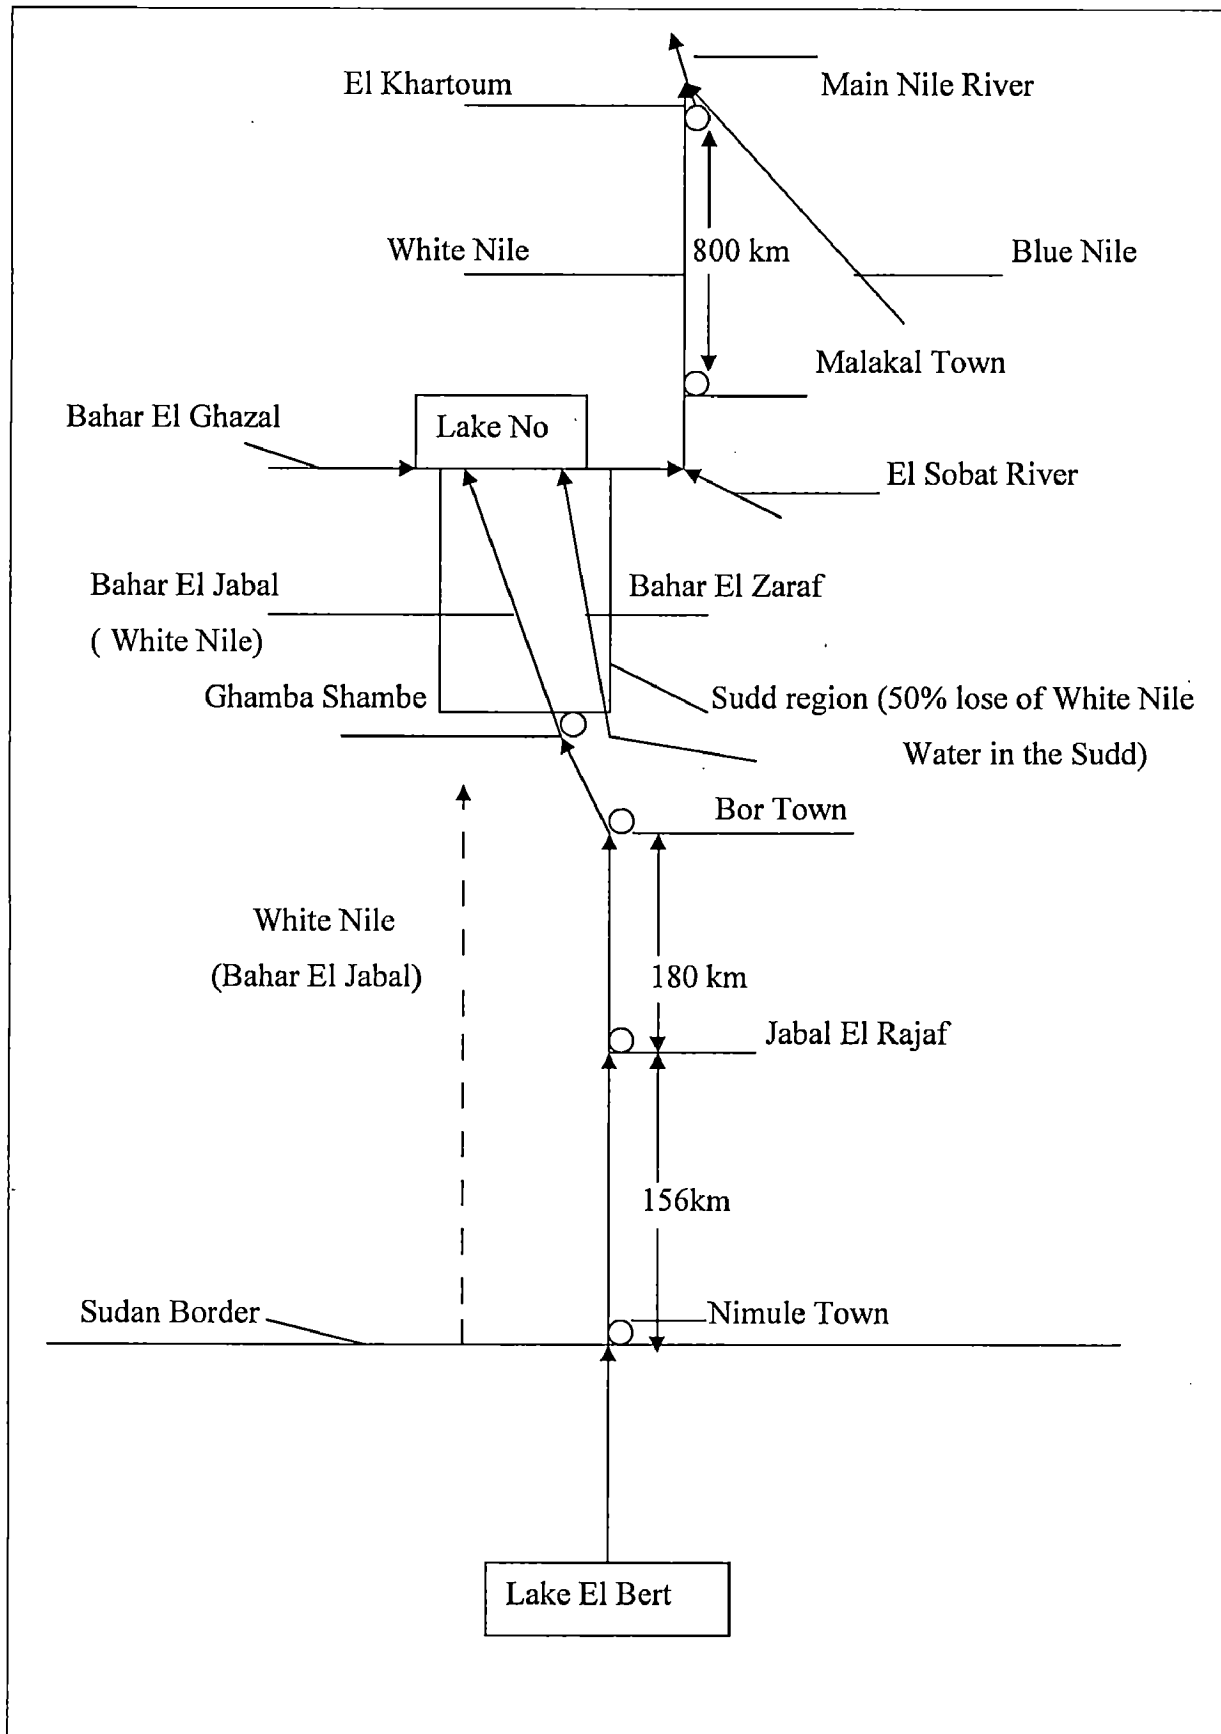 El Khartoum
Main Nile River
White Nile
800 km
Blue Nile
Malakal Town
Bahar El Ghazal
Lake No
El Sobat River
Bahar El Jabal
( White Nile)
Bahar El Zaraf
Ghamba Shambe
Sudd region (50% lose of White Nile
Water in the Sudd)
Bor Town
White Nile
(Bahar El Jabal)
180 km
Jabal El Rajaf
156km
Sudan Border
Nimule Town
Lake El Bert